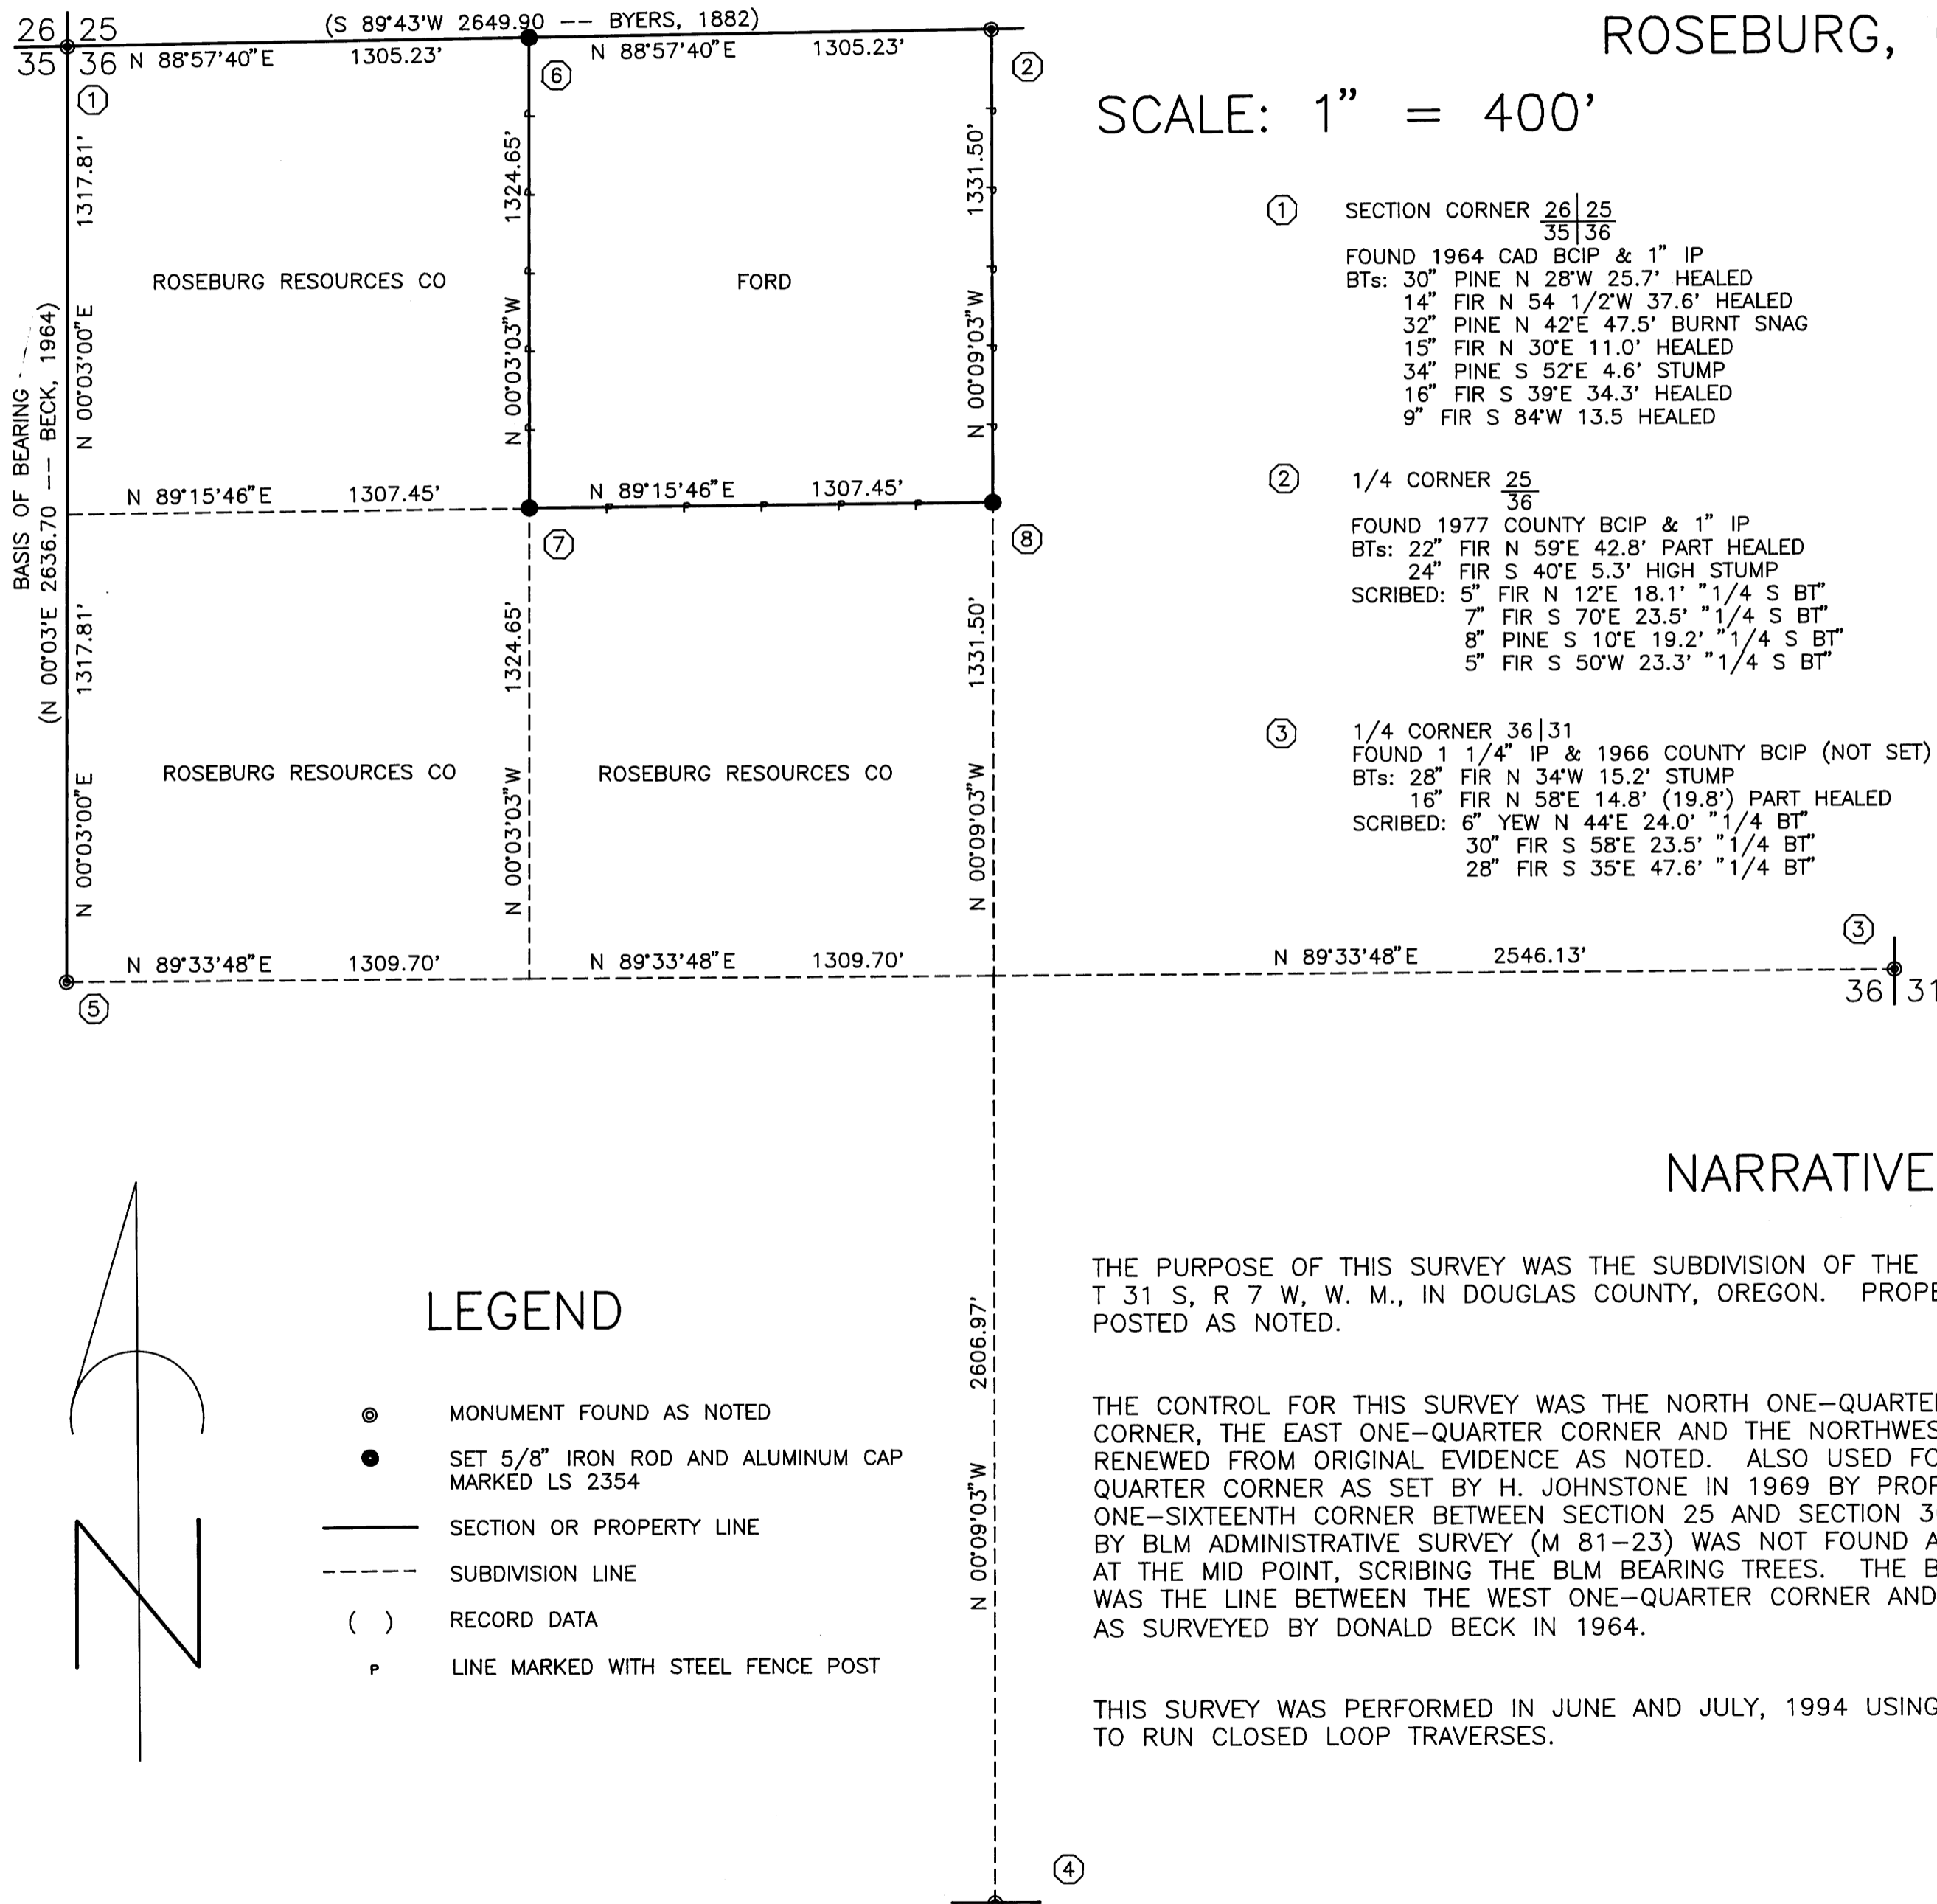 ROSEBURG,
SCALE: 1" = 400'
26 25
35 36
(S 89°43'W 2649.90 -- BYERS, 1882)
N 88°57'40"E 1305.23'
N 88°57'40"E 1305.23'
1
6
2
BASIS OF BEARING
(N 00°03'E 2636.70 -- BECK, 1964)
N 00°03'00"E 1317.81'
N 00°03'03"W 1324.65'
N 00°09'03"W 1331.50'
ROSEBURG RESOURCES CO
FORD
N 89°15'46"E 1307.45'
N 89°15'46"E 1307.45'
7
8
N 00°03'00"E 1317.81'
N 00°03'03"W 1324.65'
N 00°09'03"W 1331.50'
ROSEBURG RESOURCES CO
ROSEBURG RESOURCES CO
N 89°33'48"E 1309.70'
N 89°33'48"E 1309.70'
N 89°33'48"E 2546.13'
5
3
36 31
N 00°09'03"W 2606.97'
4
1 SECTION CORNER 26 25
35 36
FOUND 1964 CAD BCIP & 1" IP
BTs: 30" PINE N 28°W 25.7' HEALED
14" FIR N 54 1/2°W 37.6' HEALED
32" PINE N 42°E 47.5' BURNT SNAG
15" FIR N 30°E 11.0' HEALED
34" PINE S 52°E 4.6' STUMP
16" FIR S 39°E 34.3' HEALED
9" FIR S 84°W 13.5 HEALED
2 1/4 CORNER 25
36
FOUND 1977 COUNTY BCIP & 1" IP
BTs: 22" FIR N 59°E 42.8' PART HEALED
24" FIR S 40°E 5.3' HIGH STUMP
SCRIBED: 5" FIR N 12°E 18.1' "1/4 S BT"
7" FIR S 70°E 23.5' "1/4 S BT"
8" PINE S 10°E 19.2' "1/4 S BT"
5" FIR S 50°W 23.3' "1/4 S BT"
3 1/4 CORNER 36|31
FOUND 1 1/4" IP & 1966 COUNTY BCIP (NOT SET)
BTs: 28" FIR N 34°W 15.2' STUMP
16" FIR N 58°E 14.8' (19.8') PART HEALED
SCRIBED: 6" YEW N 44°E 24.0' "1/4 BT"
30" FIR S 58°E 23.5' "1/4 BT"
28" FIR S 35°E 47.6' "1/4 BT"
N
LEGEND
MONUMENT FOUND AS NOTED
SET 5/8" IRON ROD AND ALUMINUM CAP
MARKED LS 2354
SECTION OR PROPERTY LINE
SUBDIVISION LINE
( ) RECORD DATA
P LINE MARKED WITH STEEL FENCE POST
NARRATIVE
THE PURPOSE OF THIS SURVEY WAS THE SUBDIVISION OF THE
T 31 S, R 7 W, W. M., IN DOUGLAS COUNTY, OREGON. PROPE
POSTED AS NOTED.
THE CONTROL FOR THIS SURVEY WAS THE NORTH ONE-QUARTE
CORNER, THE EAST ONE-QUARTER CORNER AND THE NORTHWES
RENEWED FROM ORIGINAL EVIDENCE AS NOTED. ALSO USED FO
QUARTER CORNER AS SET BY H. JOHNSTONE IN 1969 BY PROP
ONE-SIXTEENTH CORNER BETWEEN SECTION 25 AND SECTION 3
BY BLM ADMINISTRATIVE SURVEY (M 81-23) WAS NOT FOUND A
AT THE MID POINT, SCRIBING THE BLM BEARING TREES. THE B
WAS THE LINE BETWEEN THE WEST ONE-QUARTER CORNER AND
AS SURVEYED BY DONALD BECK IN 1964.
THIS SURVEY WAS PERFORMED IN JUNE AND JULY, 1994 USING
TO RUN CLOSED LOOP TRAVERSES.